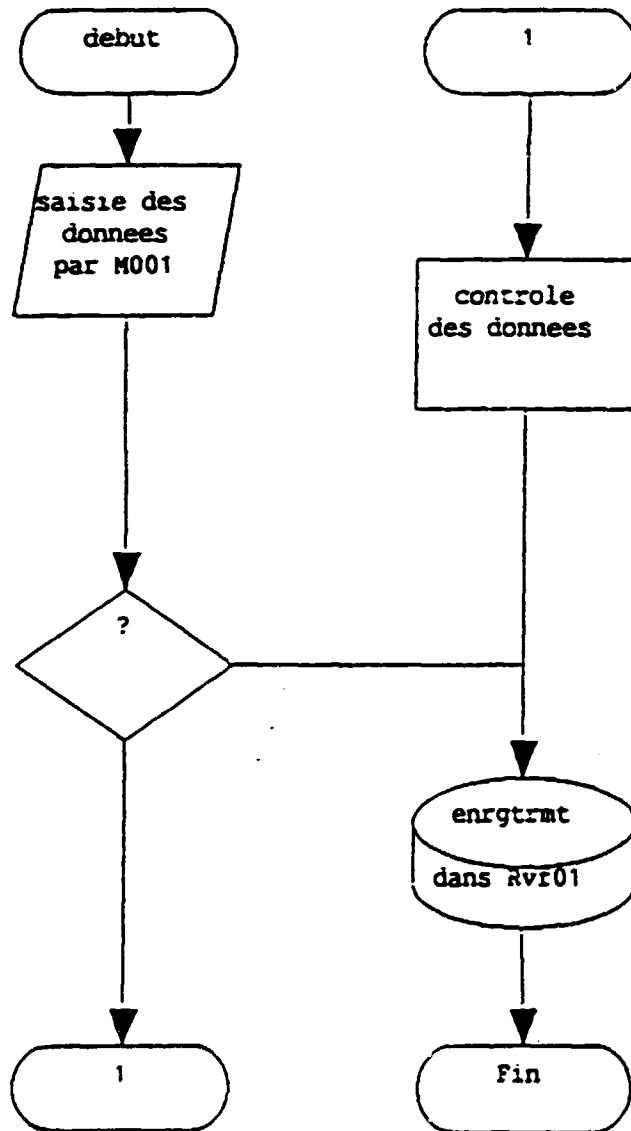 debut
saisie des
donnees
par M001
?
1
1
controle
des donnees
enrgtrmt
dans Rvr01
Fin